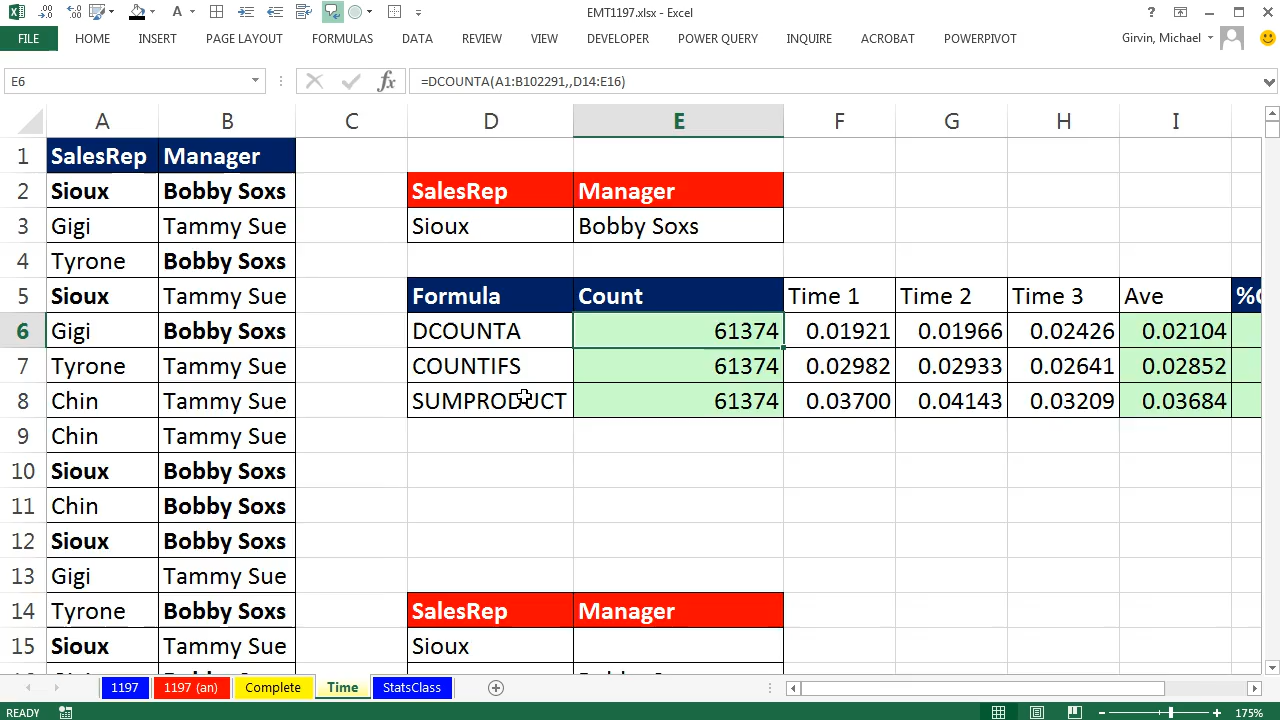 EMT1197.xlsx - Excel
FILE HOME INSERT PAGE LAYOUT FORMULAS DATA REVIEW VIEW DEVELOPER POWER QUERY INQUIRE ACROBAT POWERPIVOT Girvin, Michael
E6 fx =DCOUNTA(A1:B102291,,D14:E16)
A B C D E F G H I
1 SalesRep Manager
2 Sioux Bobby Soxs SalesRep Manager
3 Gigi Tammy Sue Sioux Bobby Soxs
4 Tyrone Bobby Soxs
5 Sioux Tammy Sue Formula Count Time 1 Time 2 Time 3 Ave
6 Gigi Bobby Soxs DCOUNTA 61374 0.01921 0.01966 0.02426 0.02104
7 Tyrone Tammy Sue COUNTIFS 61374 0.02982 0.02933 0.02641 0.02852
8 Chin Tammy Sue SUMPRODUCT 61374 0.03700 0.04143 0.03209 0.03684
9 Chin Tammy Sue
10 Sioux Bobby Soxs
11 Chin Bobby Soxs
12 Sioux Bobby Soxs
13 Gigi Tammy Sue
14 Tyrone Bobby Soxs SalesRep Manager
15 Sioux Tammy Sue Sioux
1197 1197 (an) Complete Time StatsClass
READY 175%